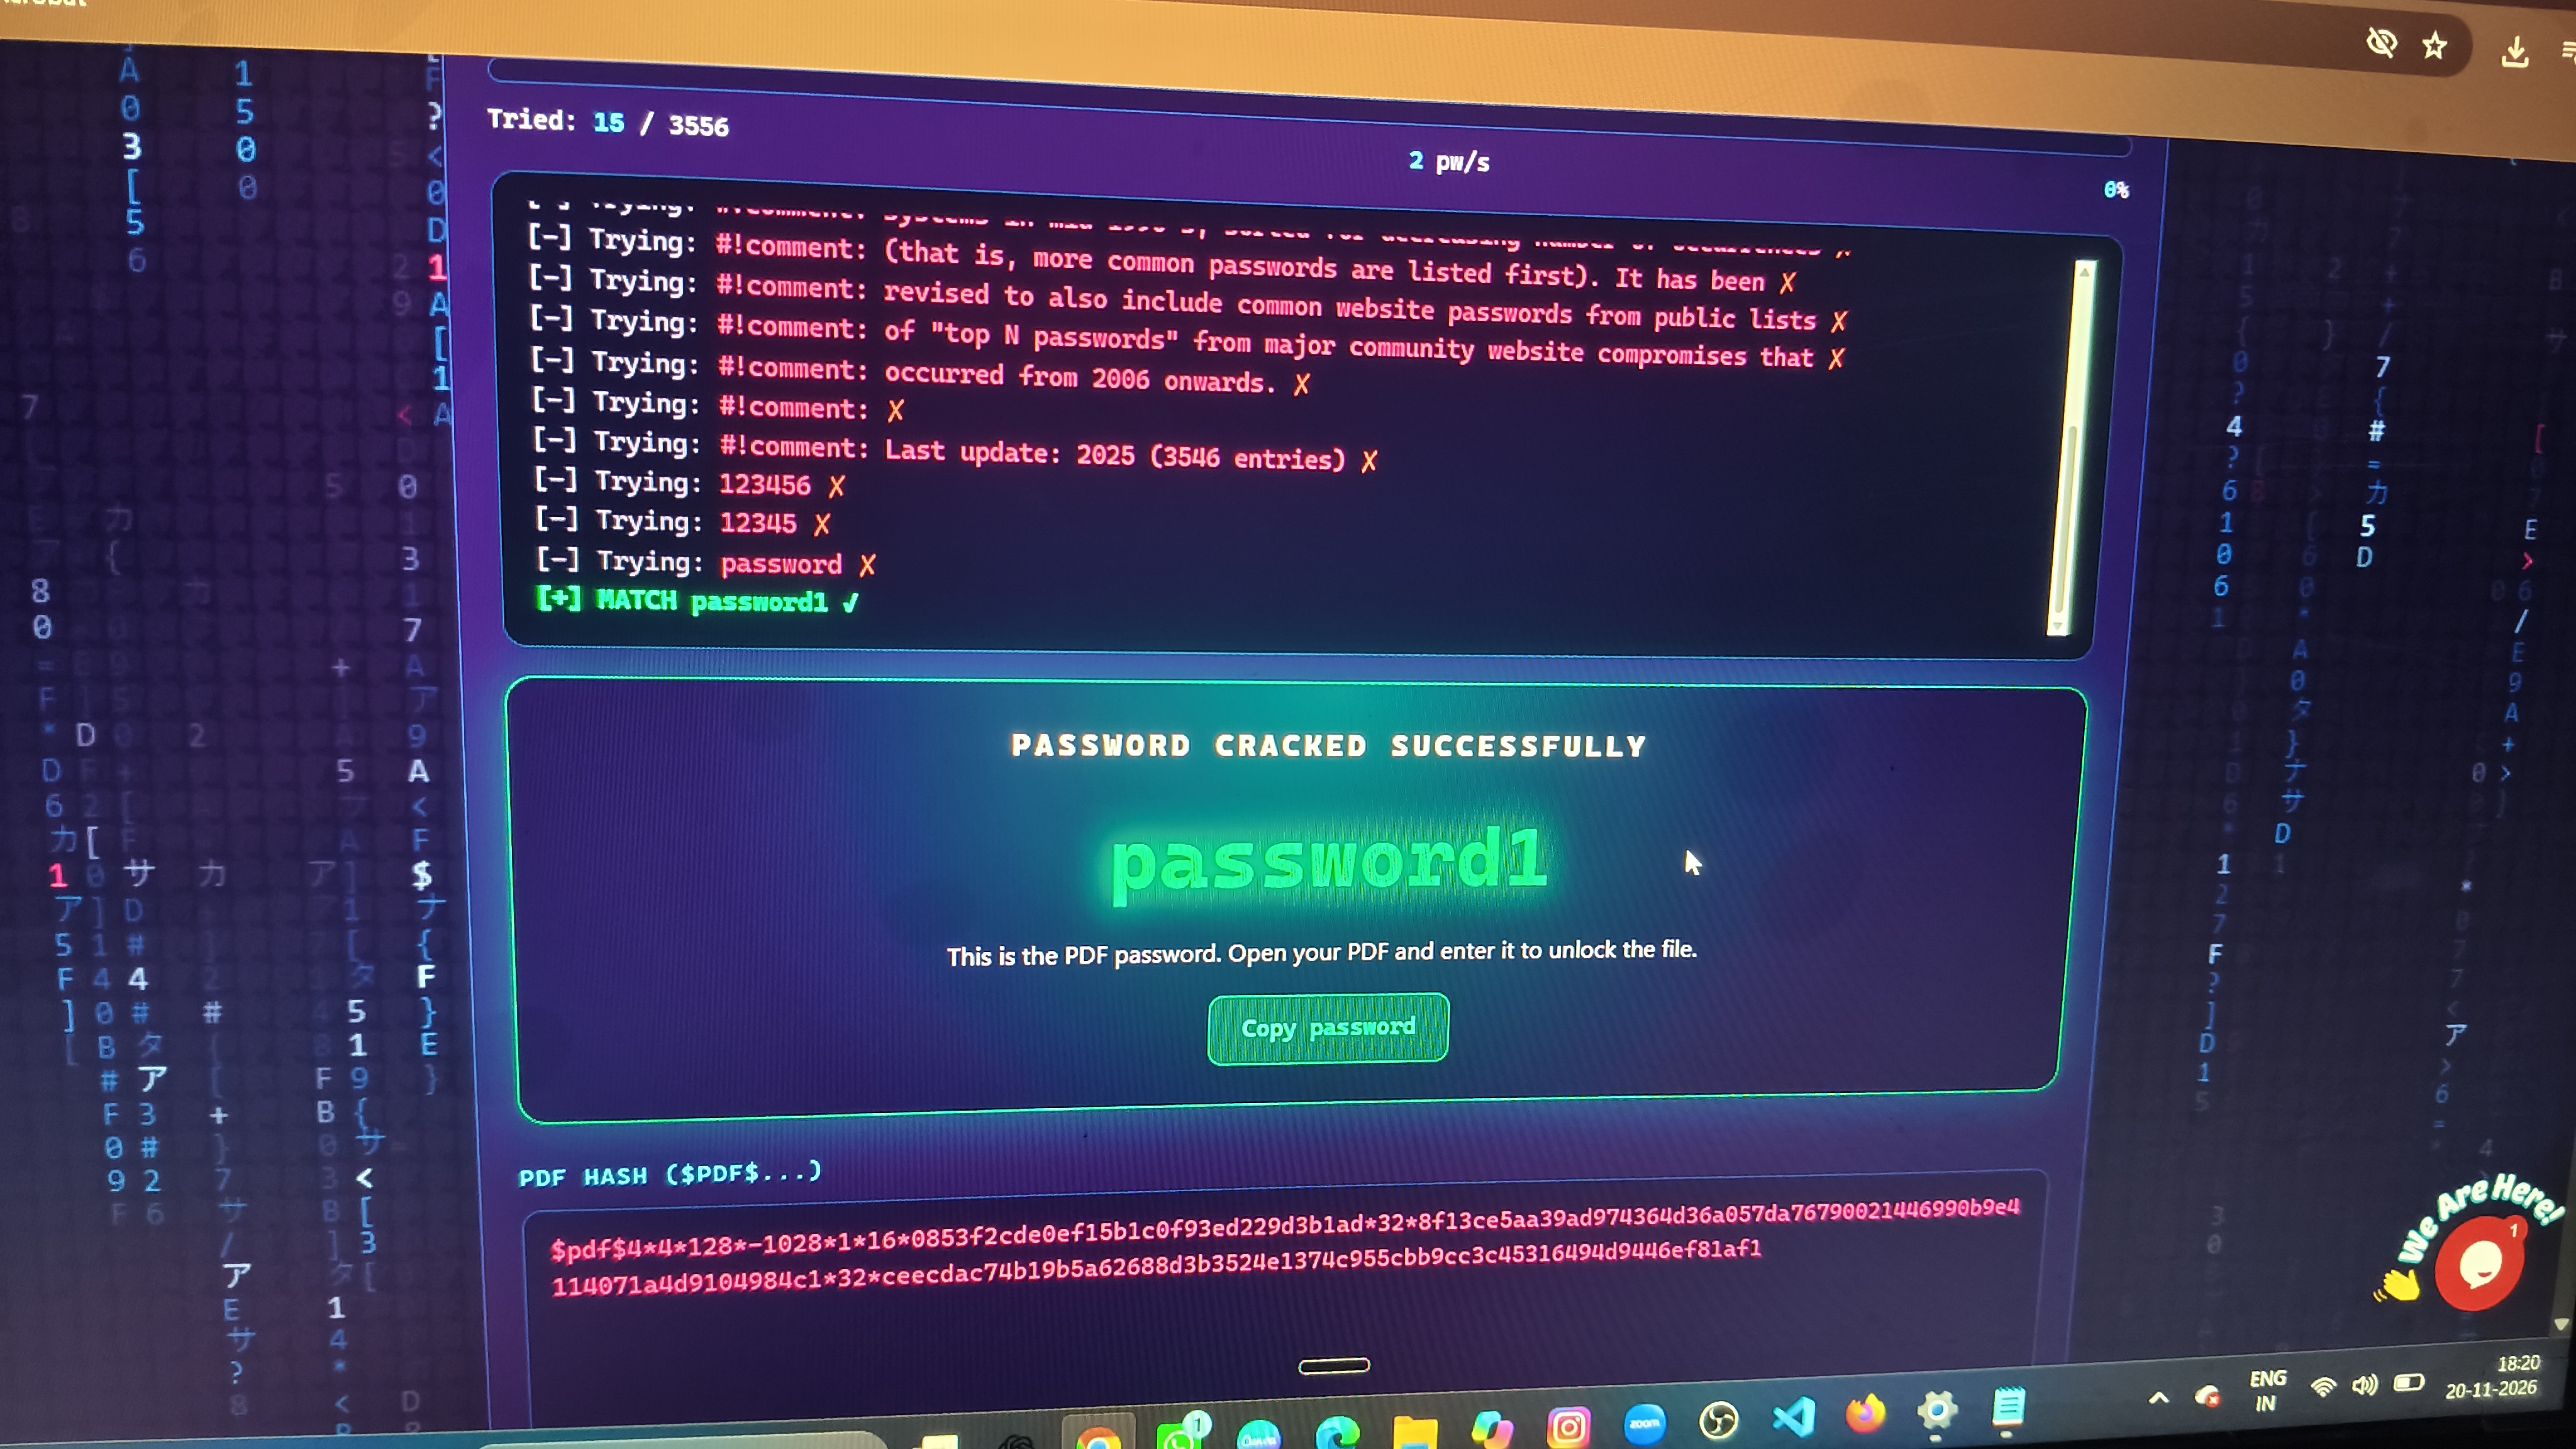 Tried: 15 / 3556
2 pw/s
0%
[-] Trying: #!comment: (that is, more common passwords are listed first). It has been X
[-] Trying: #!comment: revised to also include common website passwords from public lists X
[-] Trying: #!comment: of "top N passwords" from major community website compromises that X
[-] Trying: #!comment: occurred from 2006 onwards. X
[-] Trying: #!comment: X
[-] Trying: #!comment: Last update: 2025 (3546 entries) X
[-] Trying: 123456 X
[-] Trying: 12345 X
[-] Trying: password X
[+] MATCH password1 ✓
PASSWORD CRACKED SUCCESSFULLY
password1
This is the PDF password. Open your PDF and enter it to unlock the file.
Copy password
PDF HASH ($PDF$...)
$pdf$4*4*128*-1028*1*16*0853f2cde0ef15b1c0f93ed229d3b1ad*32*8f13ce5aa39ad974364d36a057da76790021446990b9e4
114071a4d9104984c1*32*ceecdac74b19b5a62688d3b3524e1374c955cbb9cc3c45316494d9446ef81af1
We Are Here!
1
1
zoom
ENG
IN
18:20
20-11-2026